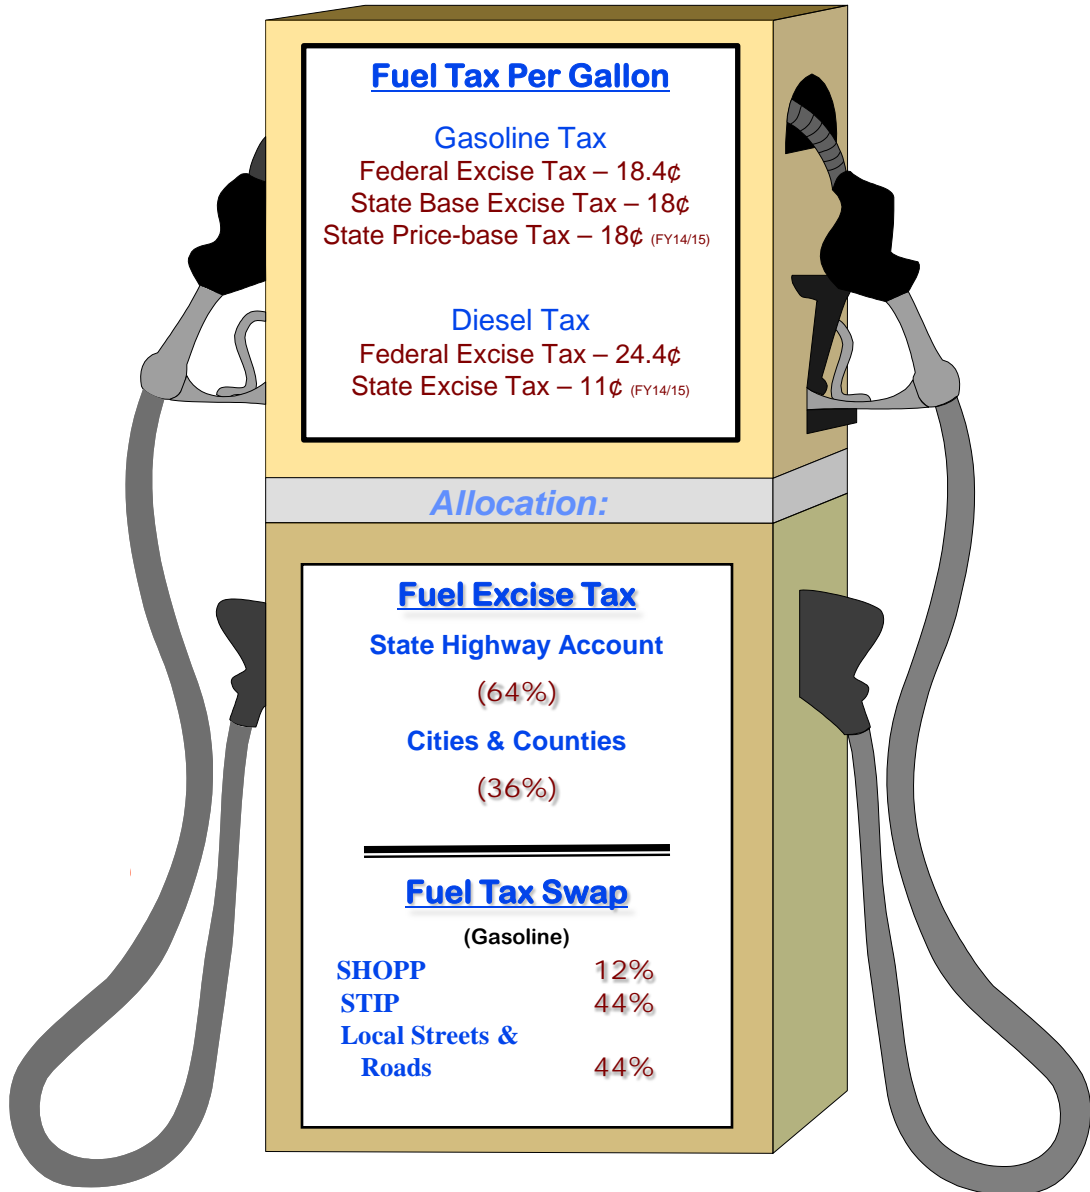 Fuel Tax Per Gallon
Gasoline Tax
Federal Excise Tax – 18.4¢
State Base Excise Tax – 18¢
State Price-base Tax – 18¢ (FY14/15)
Diesel Tax
Federal Excise Tax – 24.4¢
State Excise Tax – 11¢ (FY14/15)
Allocation:
Fuel Excise Tax
State Highway Account
(64%)
Cities & Counties
(36%)
Fuel Tax Swap
(Gasoline)
SHOPP 12%
STIP 44%
Local Streets &
Roads 44%